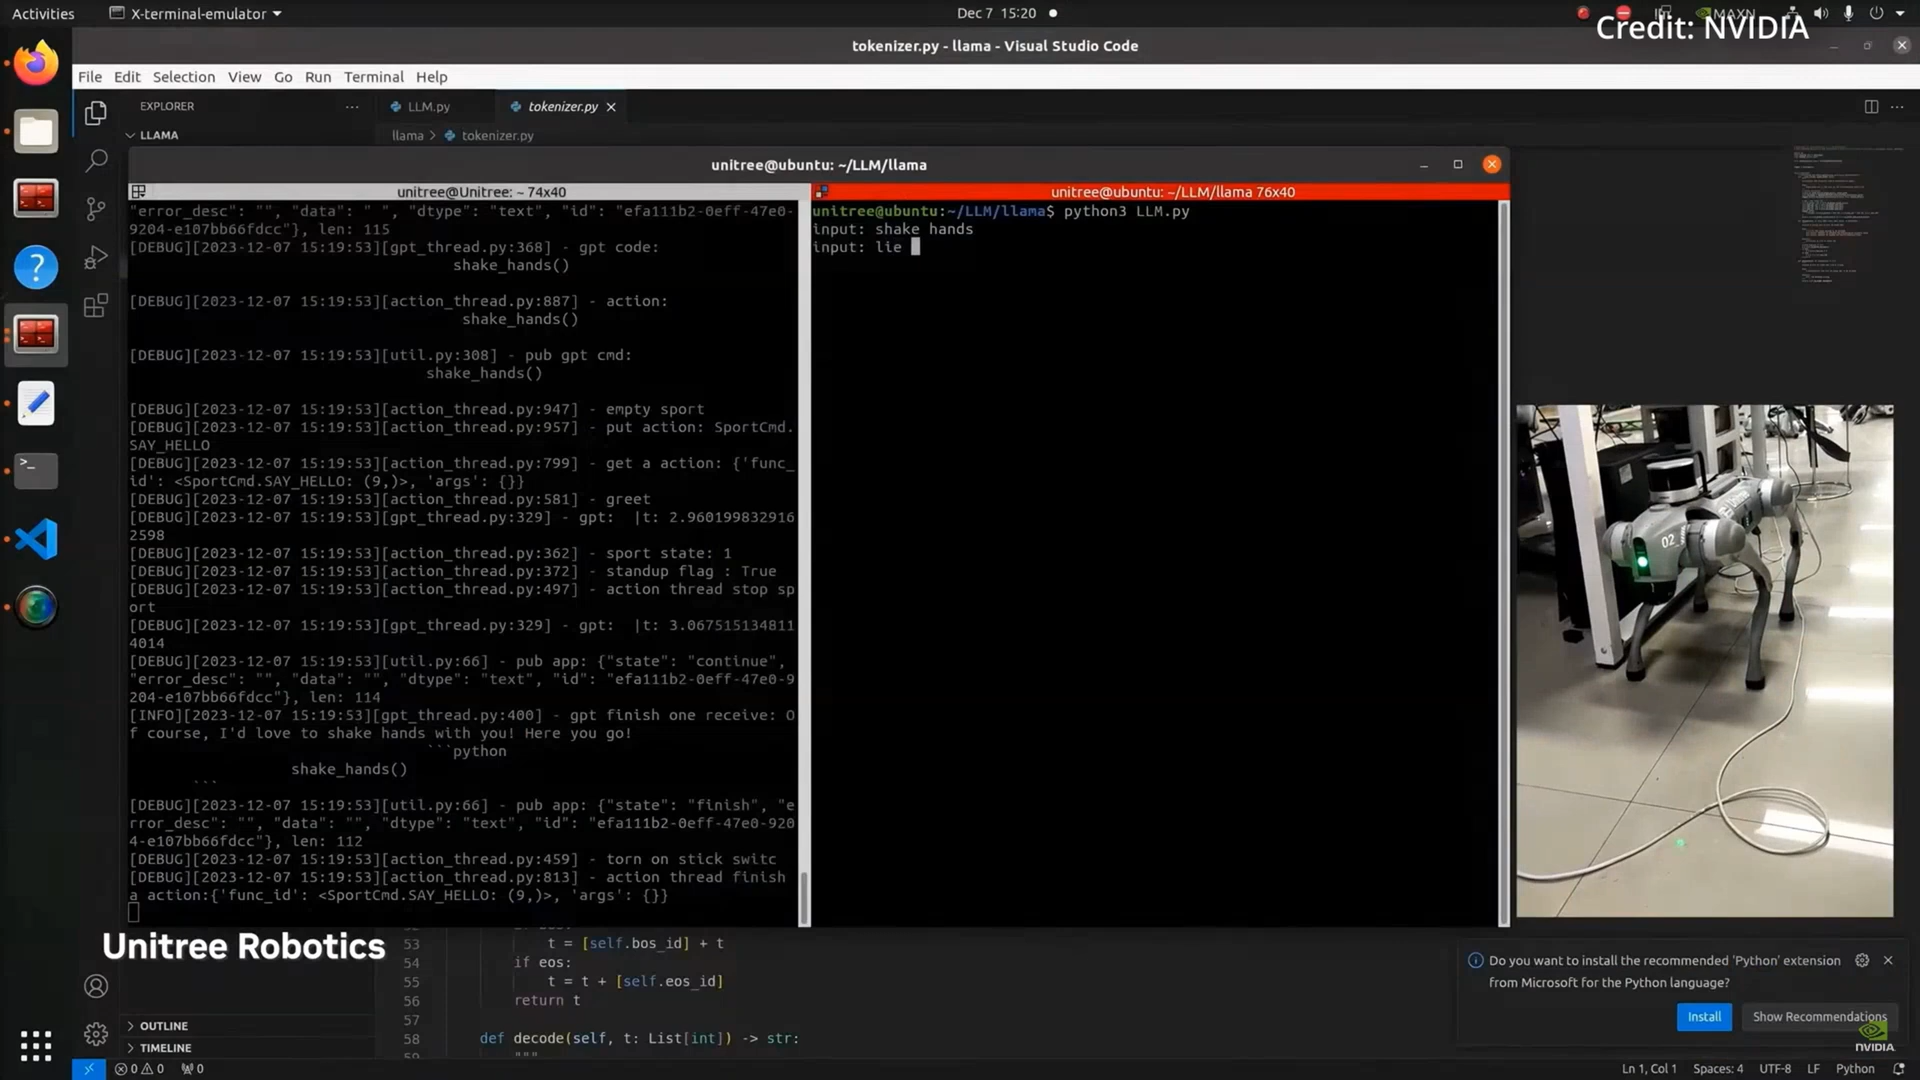 Activities
X-terminal-emulator
Dec 7 15:20
MAXN
Credit: NVIDIA
tokenizer.py - llama - Visual Studio Code
File Edit Selection View Go Run Terminal Help
EXPLORER
LLM.py
tokenizer.py
LLAMA
llama > tokenizer.py
unitree@ubuntu: ~/LLM/llama
unitree@Unitree: ~ 74x40
"error_desc": "", "data": " ", "dtype": "text", "id": "efa111b2-0eff-47e0-
9204-e107bb66fdcc"}, len: 115
[DEBUG][2023-12-07 15:19:53][gpt_thread.py:368] - gpt code:
shake_hands()
[DEBUG][2023-12-07 15:19:53][action_thread.py:887] - action:
shake_hands()
[DEBUG][2023-12-07 15:19:53][util.py:308] - pub gpt cmd:
shake_hands()
[DEBUG][2023-12-07 15:19:53][action_thread.py:947] - empty sport
[DEBUG][2023-12-07 15:19:53][action_thread.py:957] - put action: SportCmd.
SAY_HELLO
[DEBUG][2023-12-07 15:19:53][action_thread.py:799] - get a action: {'func_
id': <SportCmd.SAY_HELLO: (9,)>, 'args': {}}
[DEBUG][2023-12-07 15:19:53][action_thread.py:581] - greet
[DEBUG][2023-12-07 15:19:53][gpt_thread.py:329] - gpt:  |t: 2.960199832916
2598
[DEBUG][2023-12-07 15:19:53][action_thread.py:362] - sport state: 1
[DEBUG][2023-12-07 15:19:53][action_thread.py:372] - standup flag : True
[DEBUG][2023-12-07 15:19:53][action_thread.py:497] - action thread stop sp
ort
[DEBUG][2023-12-07 15:19:53][gpt_thread.py:329] - gpt:  |t: 3.067515134811
4014
[DEBUG][2023-12-07 15:19:53][util.py:66] - pub app: {"state": "continue",
"error_desc": "", "data": "", "dtype": "text", "id": "efa111b2-0eff-47e0-9
204-e107bb66fdcc"}, len: 114
[INFO][2023-12-07 15:19:53][gpt_thread.py:400] - gpt finish one receive: O
f course, I'd love to shake hands with you! Here you go!
```python
shake_hands()
```
[DEBUG][2023-12-07 15:19:53][util.py:66] - pub app: {"state": "finish", "e
rror_desc": "", "data": "", "dtype": "text", "id": "efa111b2-0eff-47e0-920
4-e107bb66fdcc"}, len: 112
[DEBUG][2023-12-07 15:19:53][action_thread.py:459] - torn on stick switc
[DEBUG][2023-12-07 15:19:53][action_thread.py:813] - action thread finish
a action:{'func_id': <SportCmd.SAY_HELLO: (9,)>, 'args': {}}
unitree@ubuntu: ~/LLM/llama 76x40
unitree@ubuntu:~/LLM/llama$ python3 LLM.py
input: shake hands
input: lie
Unitree
02
Unitree Robotics
53 t = [self.bos_id] + t
54 if eos:
55 t = t + [self.eos_id]
56 return t
57
58 def decode(self, t: List[int]) -> str:
"""
OUTLINE
TIMELINE
Do you want to install the recommended 'Python' extension
from Microsoft for the Python language?
Install
Show Recommendations
NVIDIA
0 0 0
Ln 1, Col 1 Spaces: 4 UTF-8 LF Python